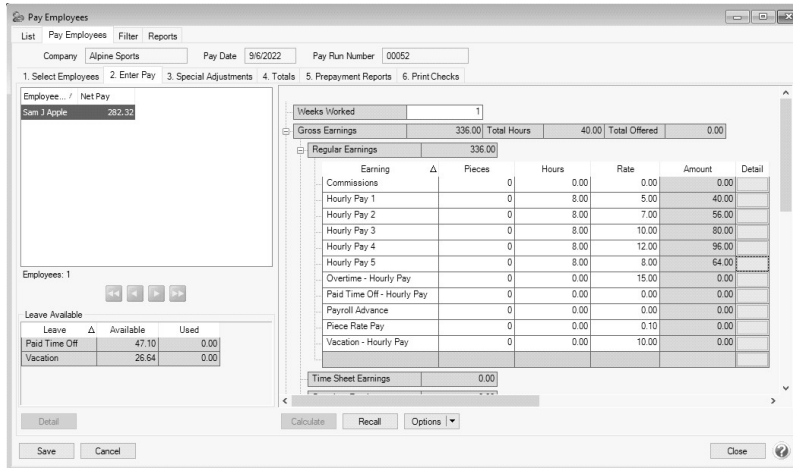 Pay Employees
List Pay Employees Filter Reports
Company Alpine Sports Pay Date 9/6/2022 Pay Run Number 00052
1. Select Employees 2. Enter Pay 3. Special Adjustments 4. Totals 5. Prepayment Reports 6. Print Checks
Employee... / Net Pay
Sam J Apple 282.32
Employees: 1
Leave Available
Leave Δ Available Used
Paid Time Off 47.10 0.00
Vacation 26.64 0.00
Detail
Weeks Worked 1
Gross Earnings 336.00 Total Hours 40.00 Total Offered 0.00
Regular Earnings 336.00
Earning Δ Pieces Hours Rate Amount Detail
Commissions 0 0.00 0.00 0.00
Hourly Pay 1 0 8.00 5.00 40.00
Hourly Pay 2 0 8.00 7.00 56.00
Hourly Pay 3 0 8.00 10.00 80.00
Hourly Pay 4 0 8.00 12.00 96.00
Hourly Pay 5 0 8.00 8.00 64.00
Overtime - Hourly Pay 0 0.00 15.00 0.00
Paid Time Off - Hourly Pay 0 0.00 0.00 0.00
Payroll Advance 0 0.00 0.00 0.00
Piece Rate Pay 0 0.00 0.10 0.00
Vacation - Hourly Pay 0 0.00 10.00 0.00
Time Sheet Earnings 0.00
Calculate Recall Options
Save Cancel Close